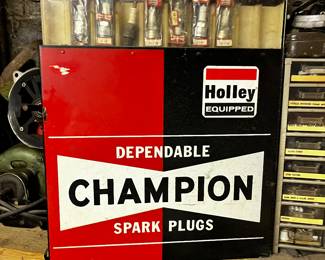 Holley
EQUIPPED
DEPENDABLE
CHAMPION
SPARK PLUGS